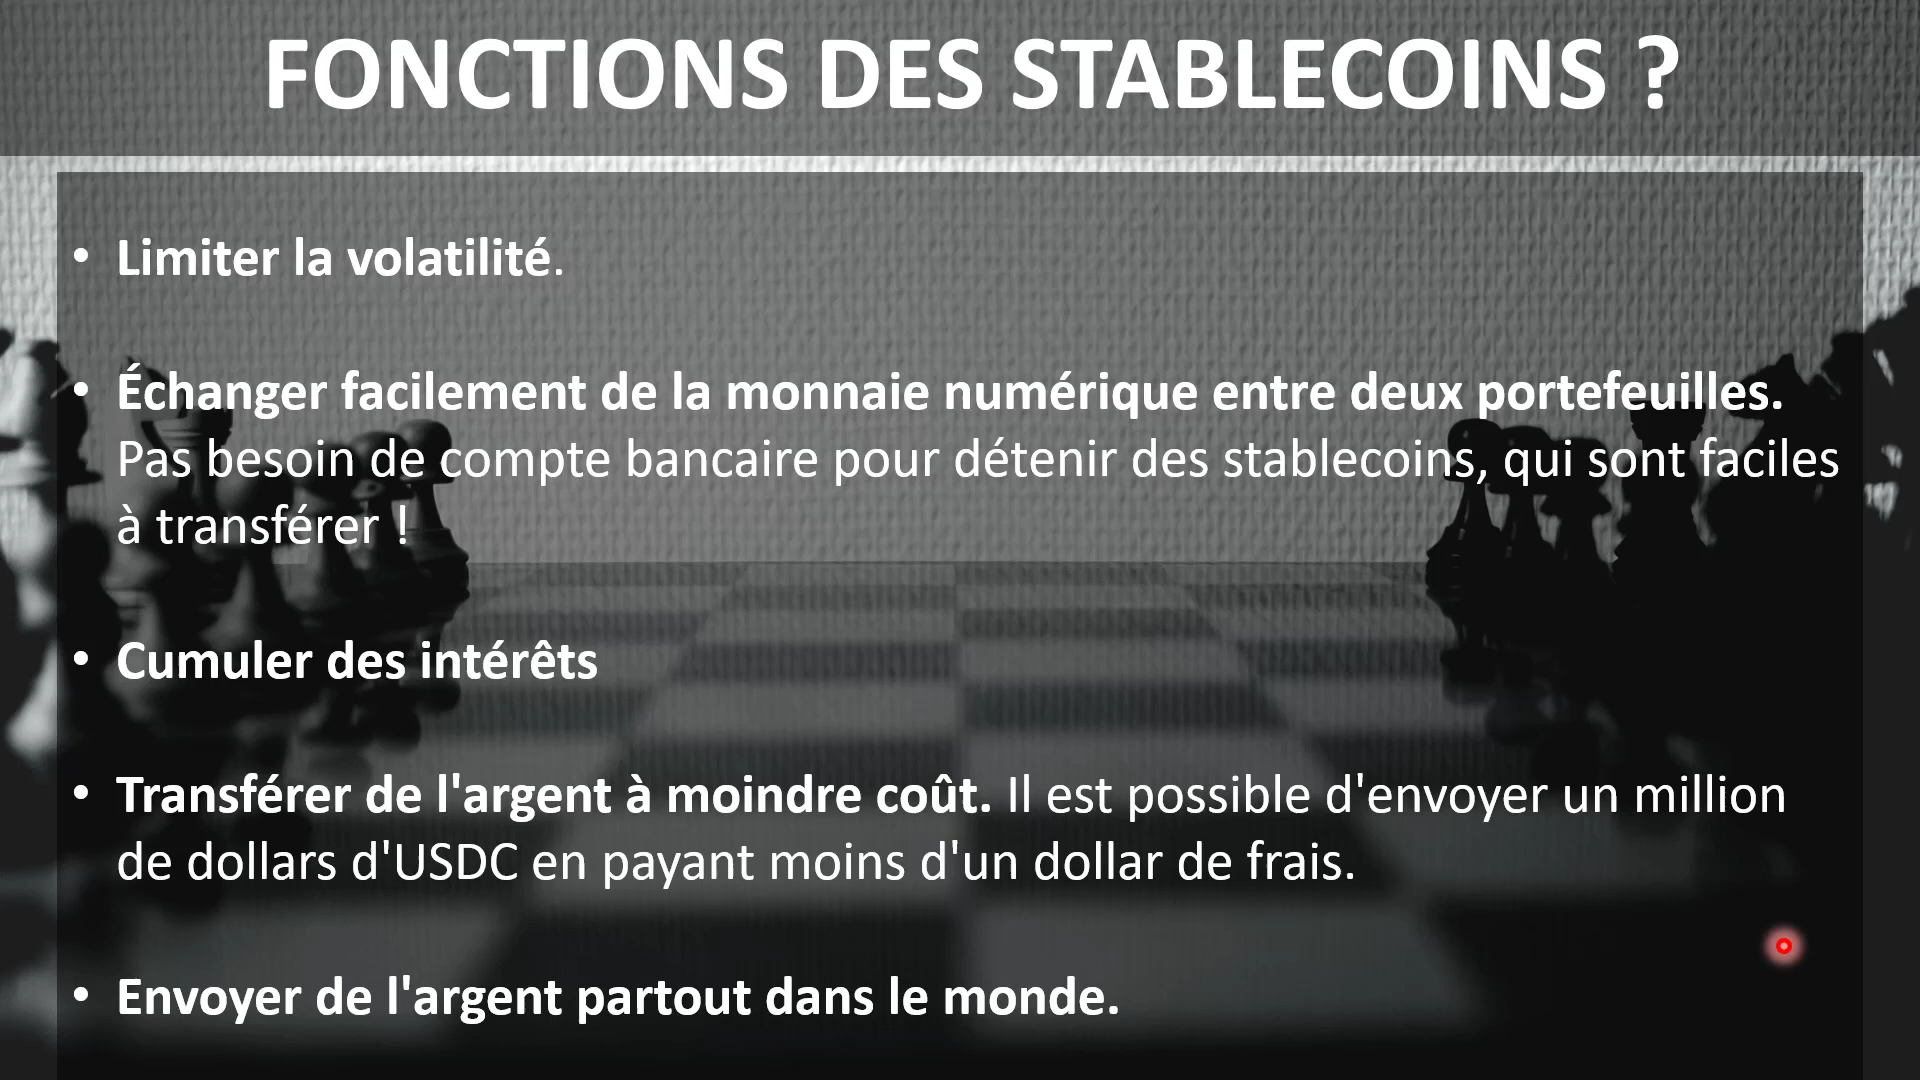 FONCTIONS DES STABLECOINS ?
• Limiter la volatilité.
• Échanger facilement de la monnaie numérique entre deux portefeuilles.
Pas besoin de compte bancaire pour détenir des stablecoins, qui sont faciles
à transférer !
• Cumuler des intérêts
• Transférer de l'argent à moindre coût. Il est possible d'envoyer un million
de dollars d'USDC en payant moins d'un dollar de frais.
• Envoyer de l'argent partout dans le monde.